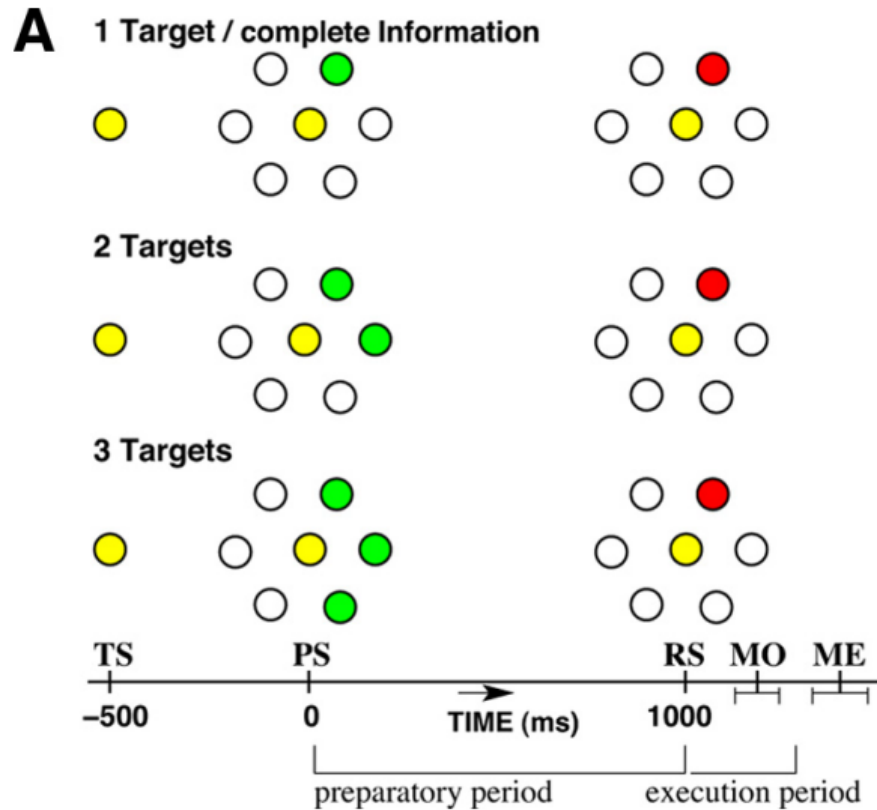 A
1 Target / complete Information
2 Targets
3 Targets
TS PS RS MO ME
–500 0 TIME (ms) 1000
preparatory period execution period